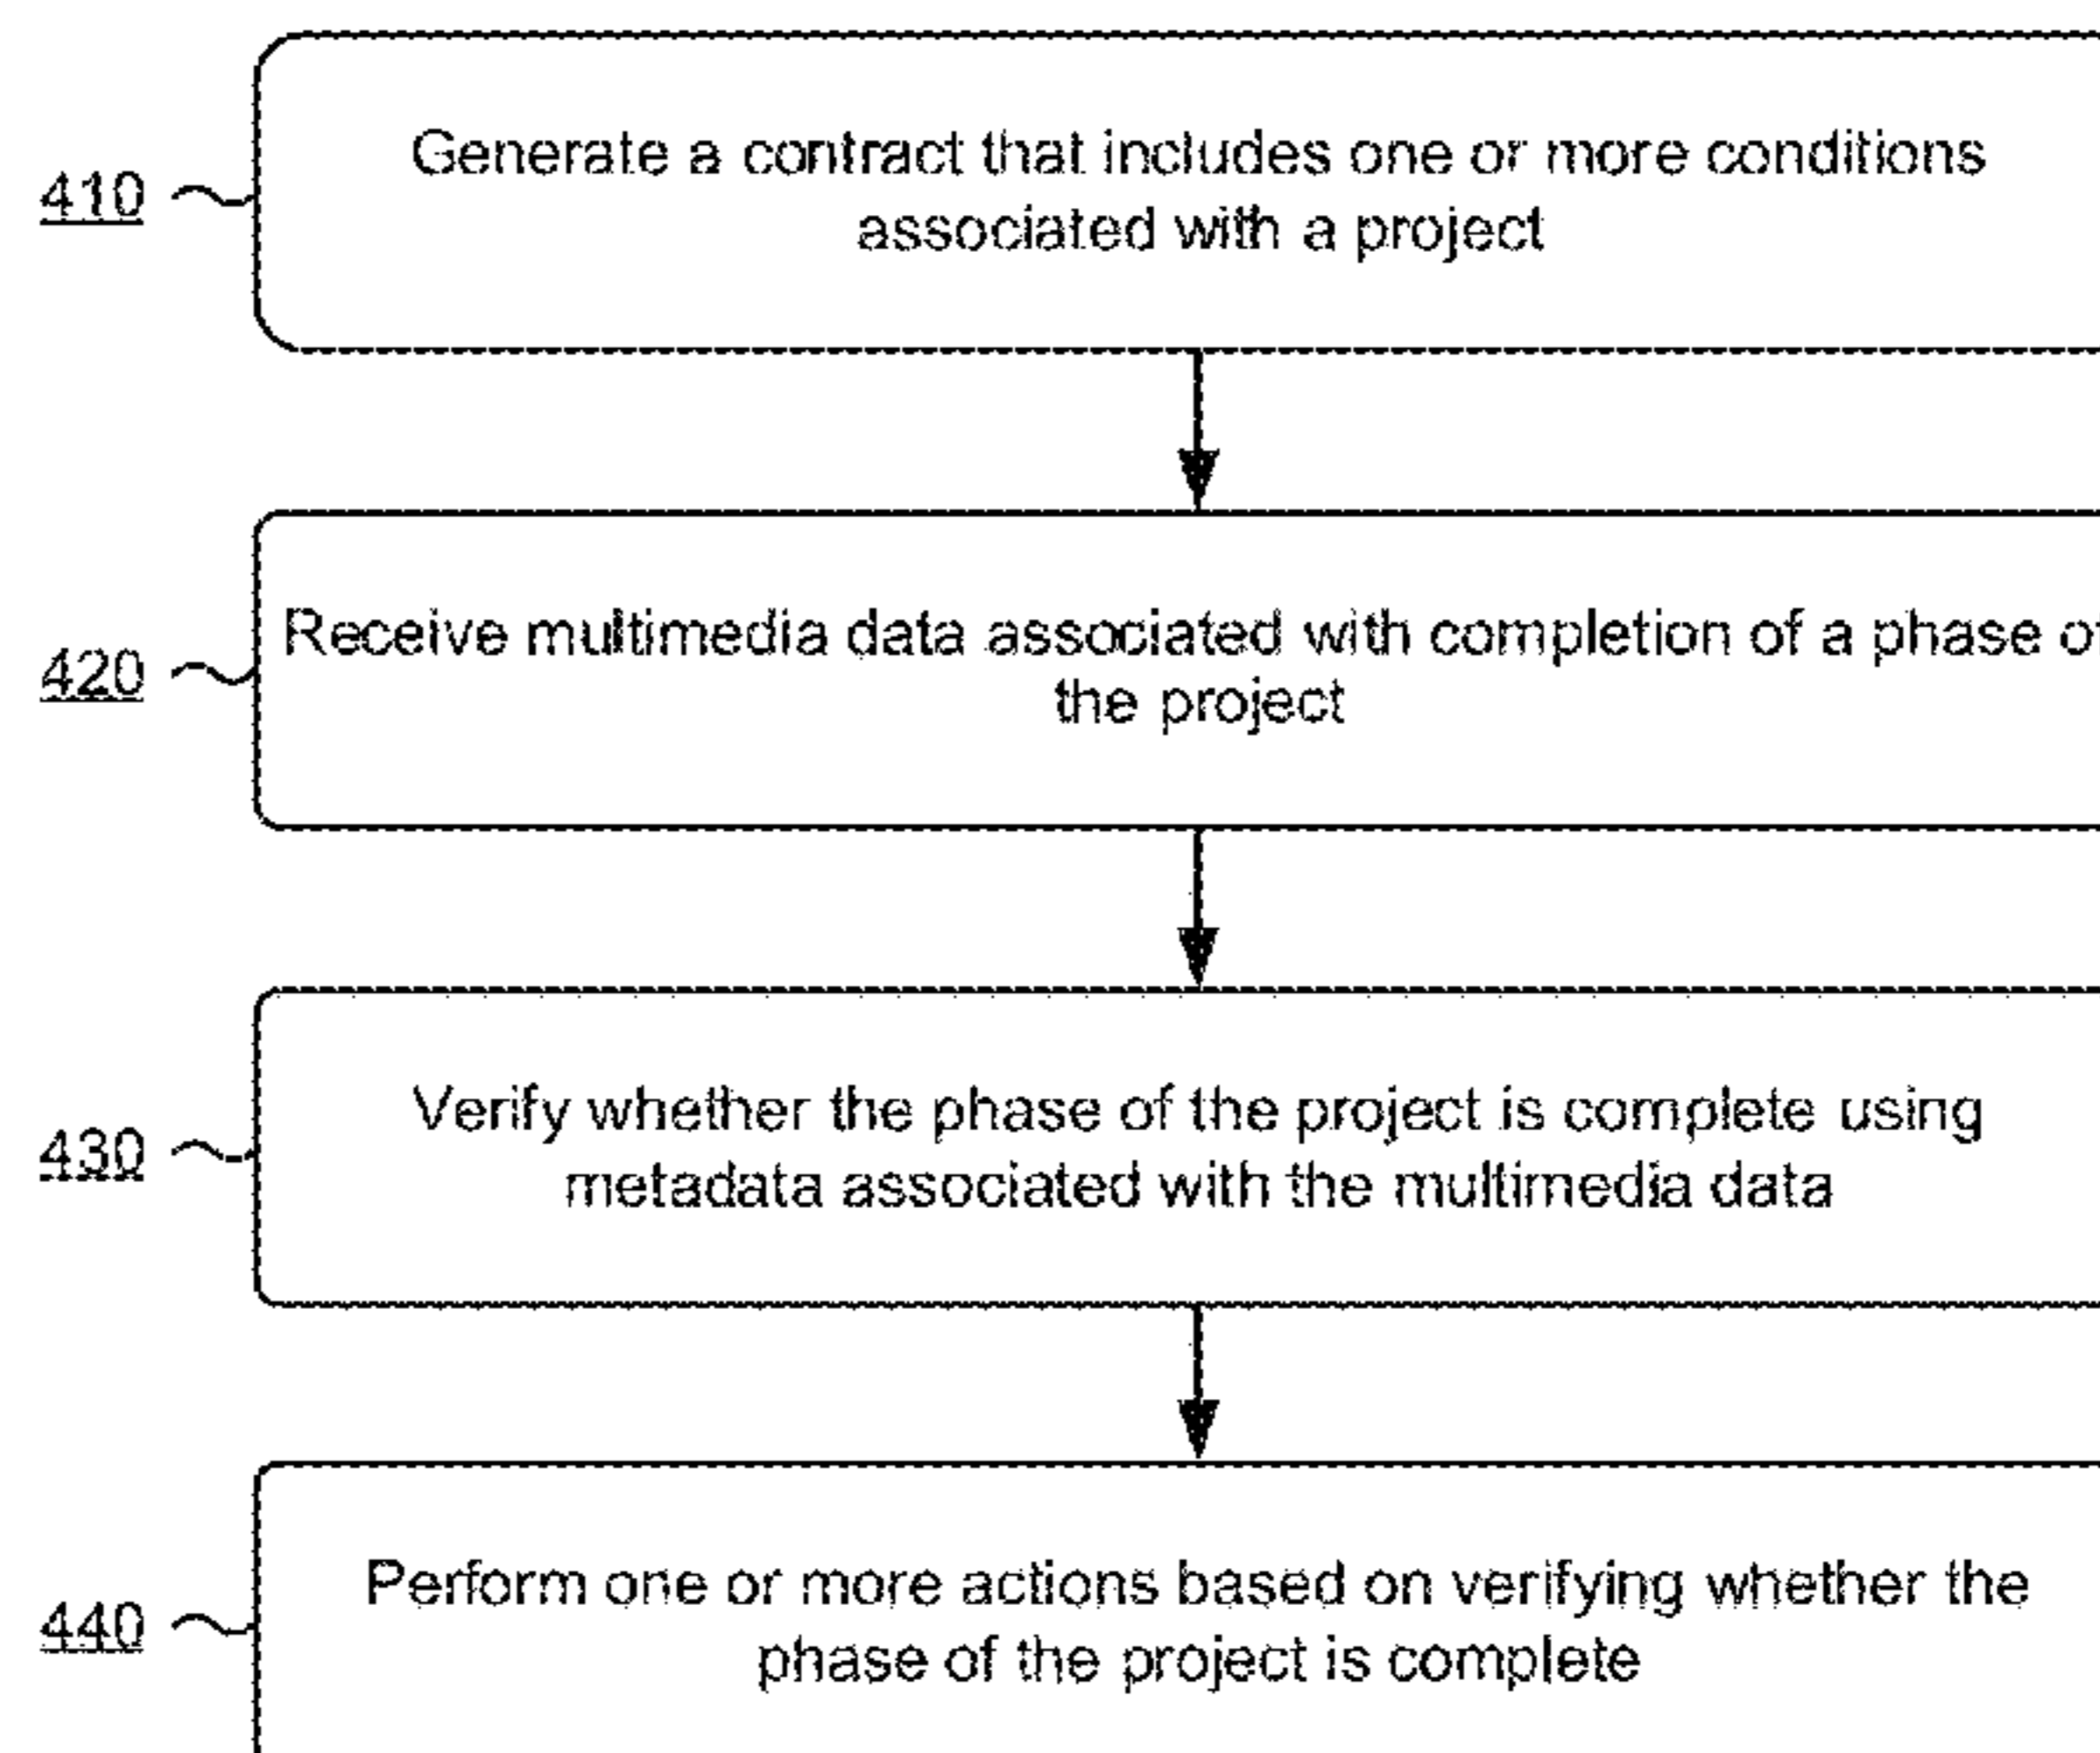 Generate a contract that includes one or more conditions
associated with a project
410
Receive multimedia data associated with completion of a phase of
the project
420
Verify whether the phase of the project is complete using
metadata associated with the multimedia data
430
Perform one or more actions based on verifying whether the
phase of the project is complete
440